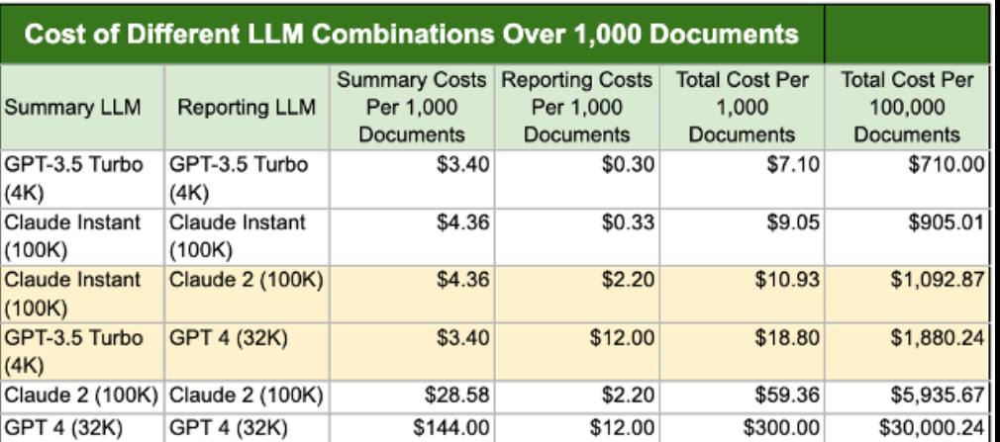 Cost of Different LLM Combinations Over 1,000 Documents
Summary LLM Reporting LLM Summary Costs Per 1,000 Documents Reporting Costs Per 1,000 Documents Total Cost Per 1,000 Documents Total Cost Per 100,000 Documents
GPT-3.5 Turbo (4K) GPT-3.5 Turbo (4K) $3.40 $0.30 $7.10 $710.00
Claude Instant (100K) Claude Instant (100K) $4.36 $0.33 $9.05 $905.01
Claude Instant (100K) Claude 2 (100K) $4.36 $2.20 $10.93 $1,092.87
GPT-3.5 Turbo (4K) GPT 4 (32K) $3.40 $12.00 $18.80 $1,880.24
Claude 2 (100K) Claude 2 (100K) $28.58 $2.20 $59.36 $5,935.67
GPT 4 (32K) GPT 4 (32K) $144.00 $12.00 $300.00 $30,000.24